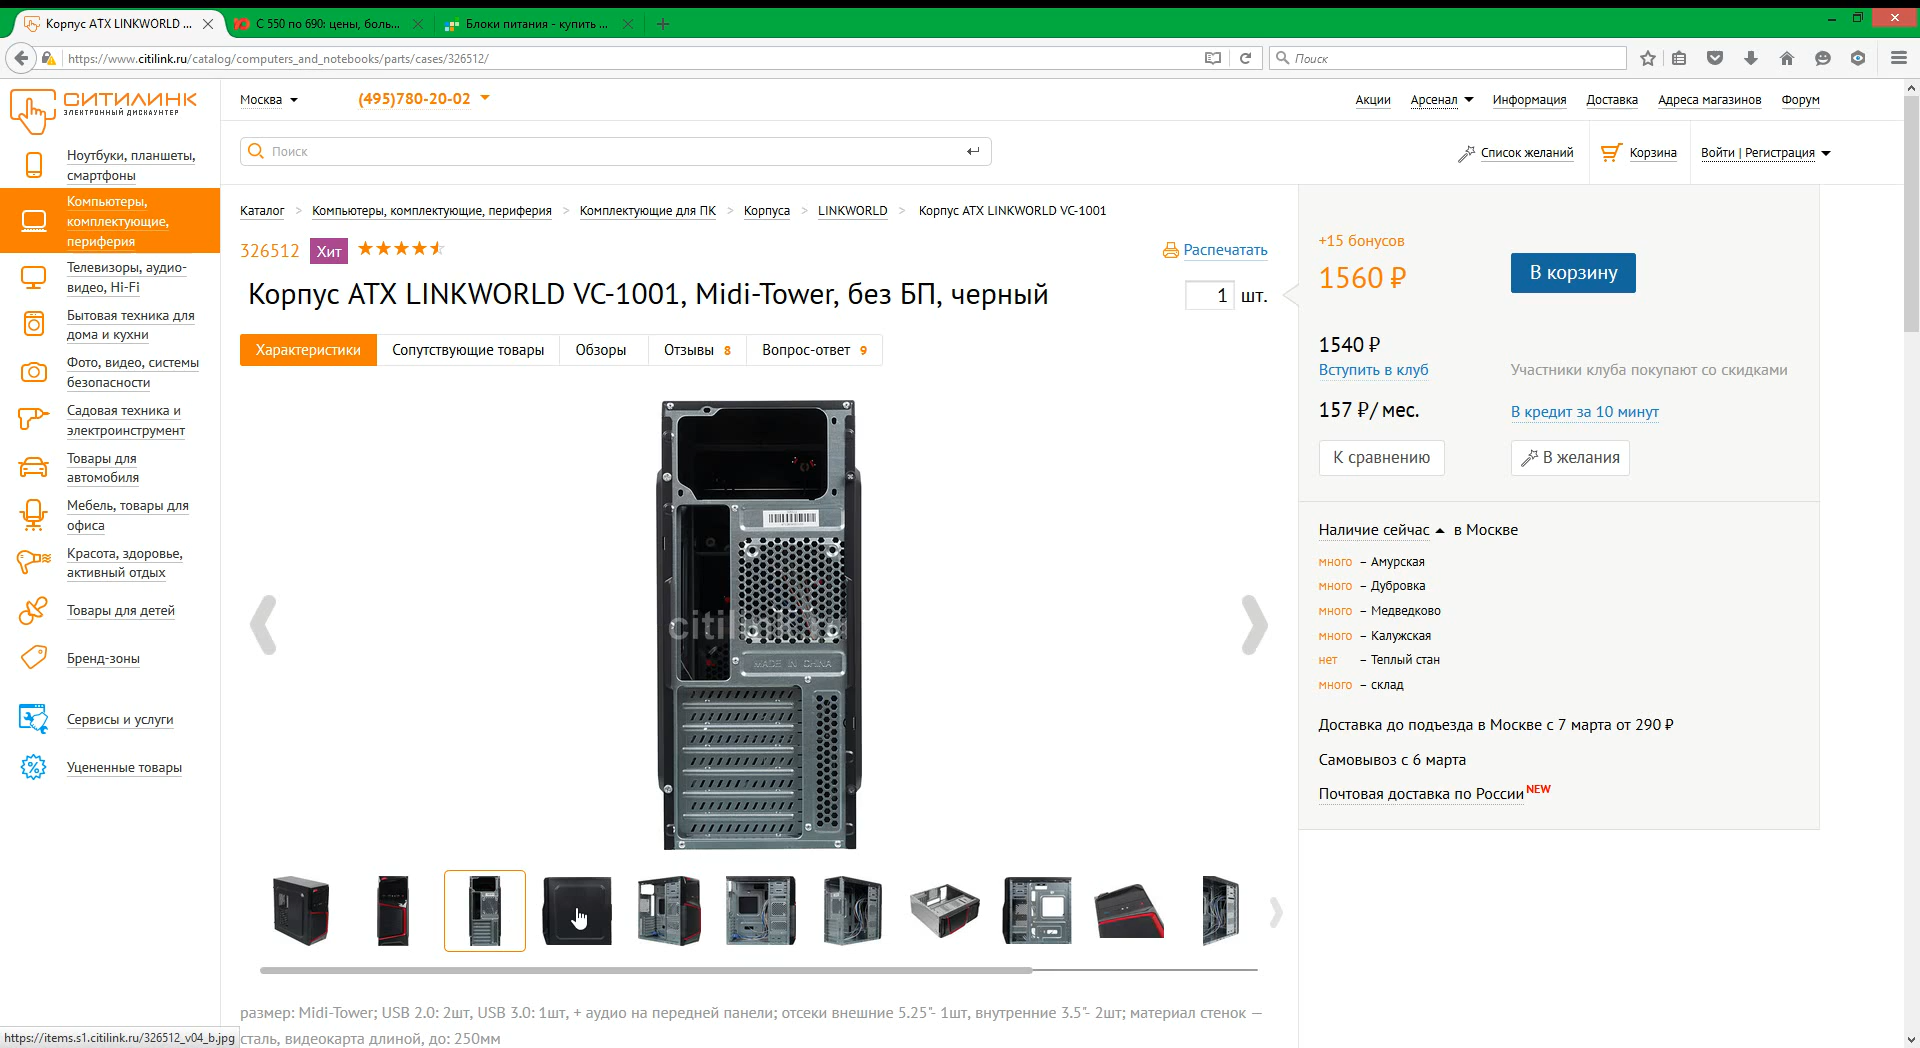 Корпус ATX LINKWORLD ...
С 550 по 690: цены, боль...
Блоки питания - купить ...
https://www.citilink.ru/catalog/computers_and_notebooks/parts/cases/326512/
Поиск
СИТИЛИНК
ЭЛЕКТРОННЫЙ ДИСКАУНТЕР
Москва
(495)780-20-02
Акции
Арсенал
Информация
Доставка
Адреса магазинов
Форум
Поиск
Список желаний
Корзина
Войти | Регистрация
Ноутбуки, планшеты,
смартфоны
Компьютеры,
комплектующие,
периферия
Телевизоры, аудио-
видео, Hi-Fi
Бытовая техника для
дома и кухни
Фото, видео, системы
безопасности
Садовая техника и
электроинструмент
Товары для
автомобиля
Мебель, товары для
офиса
Красота, здоровье,
активный отдых
Товары для детей
Бренд-зоны
Сервисы и услуги
Уцененные товары
Каталог > Компьютеры, комплектующие, периферия > Комплектующие для ПК > Корпуса > LINKWORLD > Корпус ATX LINKWORLD VC-1001
326512
Хит
Распечатать
Корпус ATX LINKWORLD VC-1001, Midi-Tower, без БП, черный
1 шт.
Характеристики
Сопутствующие товары
Обзоры
Отзывы 8
Вопрос-ответ 9
MADE IN CHINA
+15 бонусов
1560 ₽
В корзину
1540 ₽
Вступить в клуб
Участники клуба покупают со скидками
157 ₽/ мес.
В кредит за 10 минут
К сравнению
В желания
Наличие сейчас в Москве
много – Амурская
много – Дубровка
много – Медведково
много – Калужская
нет – Теплый стан
много – склад
Доставка до подъезда в Москве с 7 марта от 290 ₽
Самовывоз с 6 марта
Почтовая доставка по России NEW
размер: Midi-Tower; USB 2.0: 2шт, USB 3.0: 1шт, + аудио на передней панели; отсеки внешние 5.25"- 1шт, внутренние 3.5"- 2шт; материал стенок —
сталь, видеокарта длиной, до: 250мм
https://items.s1.citilink.ru/326512_v04_b.jpg